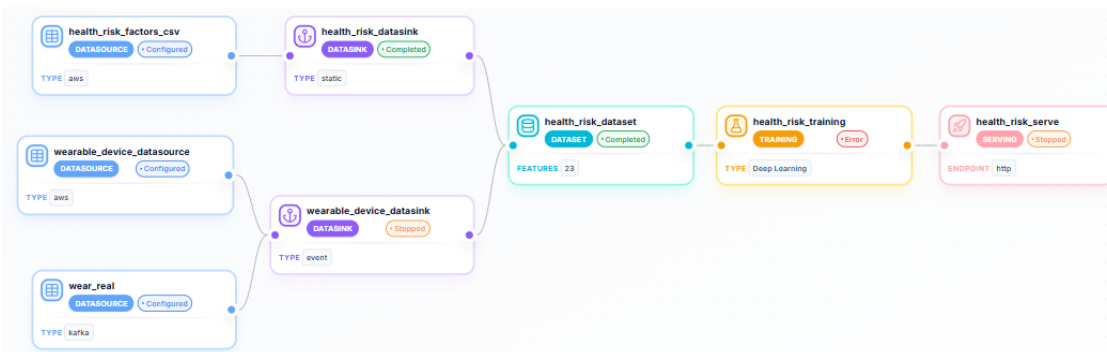 health_risk_factors_csv
DATASOURCE • Configured
TYPE aws
health_risk_datasink
DATASINK • Completed
TYPE static
wearable_device_datasource
DATASOURCE • Configured
TYPE aws
wearable_device_datasink
DATASINK • Stopped
TYPE event
wear_real
DATASOURCE • Configured
TYPE kafka
health_risk_dataset
DATASET • Completed
FEATURES 23
health_risk_training
TRAINING • Error
TYPE Deep Learning
health_risk_serve
SERVING • Stopped
ENDPOINT http